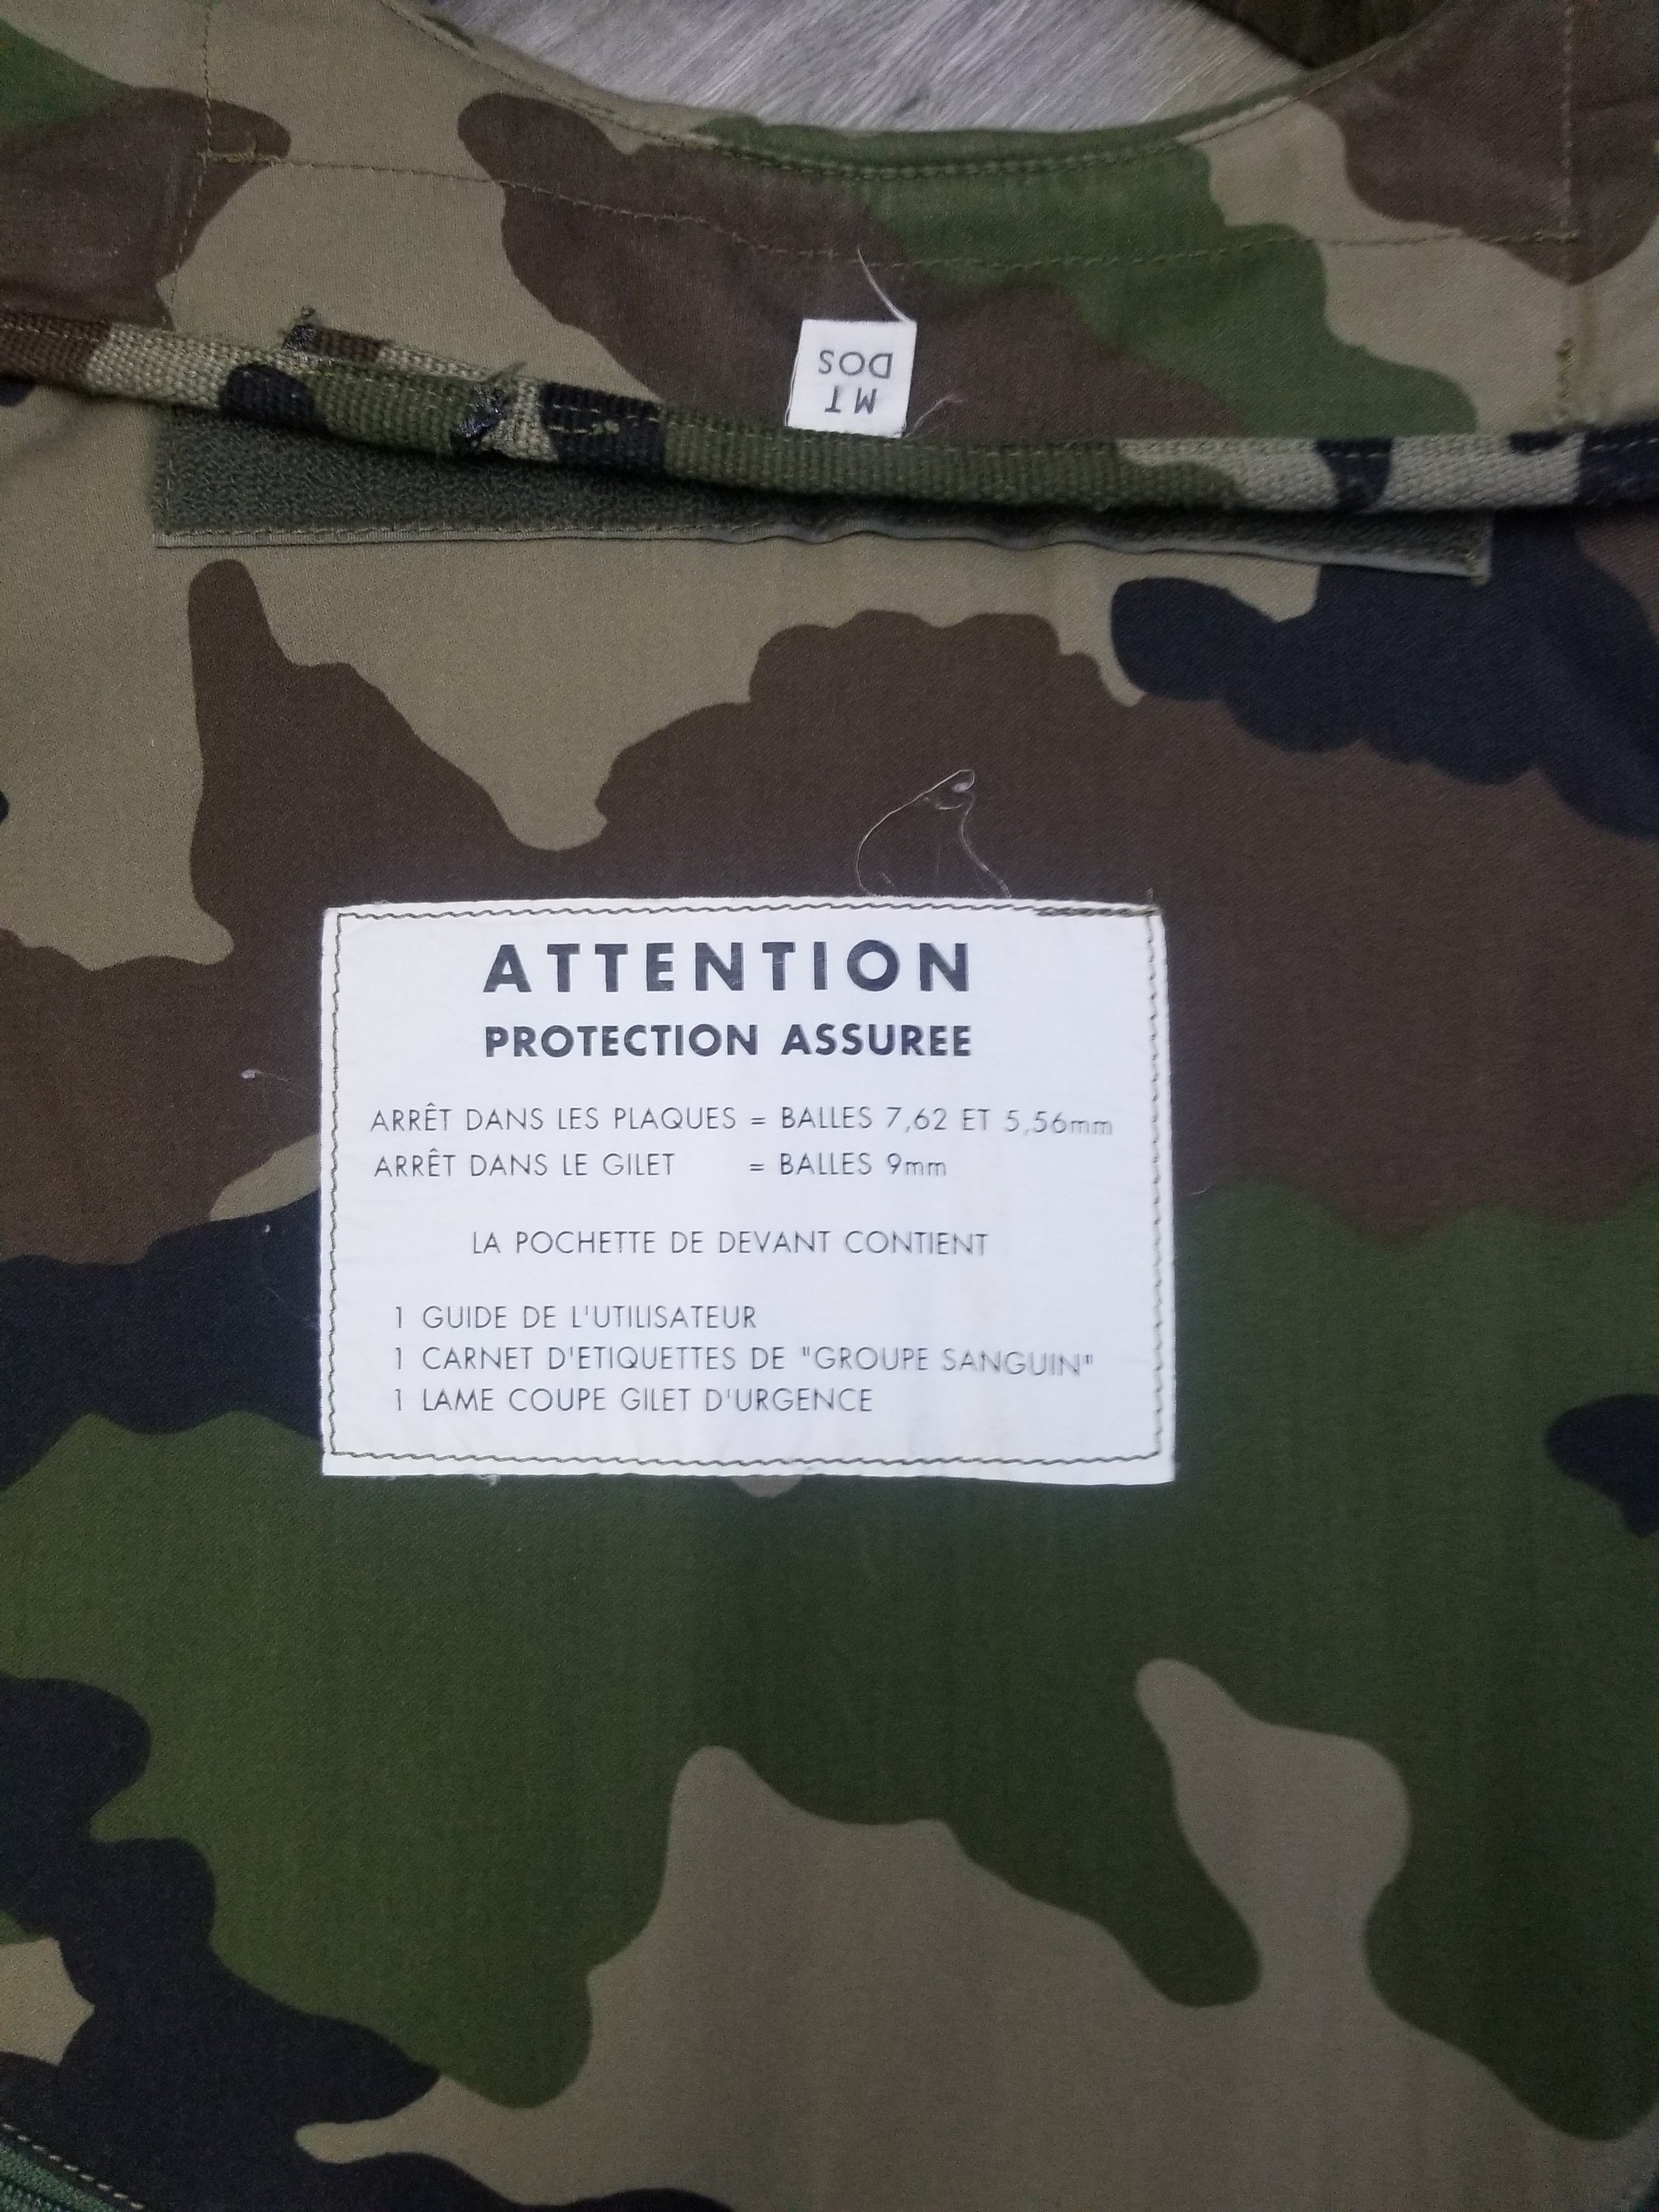 MT
DOS
ATTENTION
PROTECTION ASSUREE
ARRÊT DANS LES PLAQUES = BALLES 7,62 ET 5,56mm
ARRÊT DANS LE GILET = BALLES 9mm
LA POCHETTE DE DEVANT CONTIENT
1 GUIDE DE L'UTILISATEUR
1 CARNET D'ETIQUETTES DE "GROUPE SANGUIN"
1 LAME COUPE GILET D'URGENCE